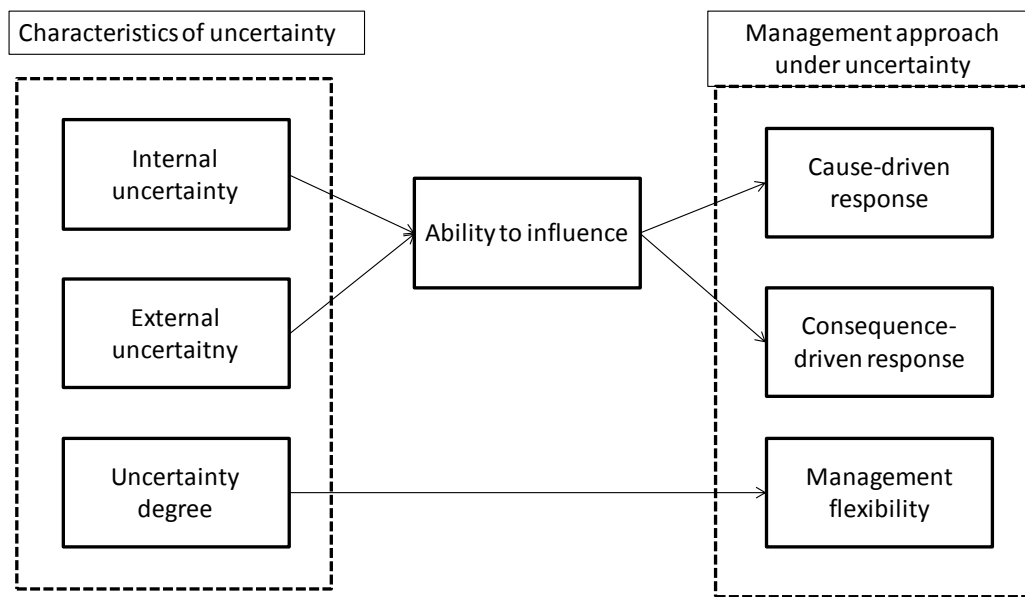 Characteristics of uncertainty
Management approach
under uncertainty
Internal
uncertainty
External
uncertaitny
Uncertainty
degree
Ability to influence
Cause-driven
response
Consequence-
driven response
Management
flexibility